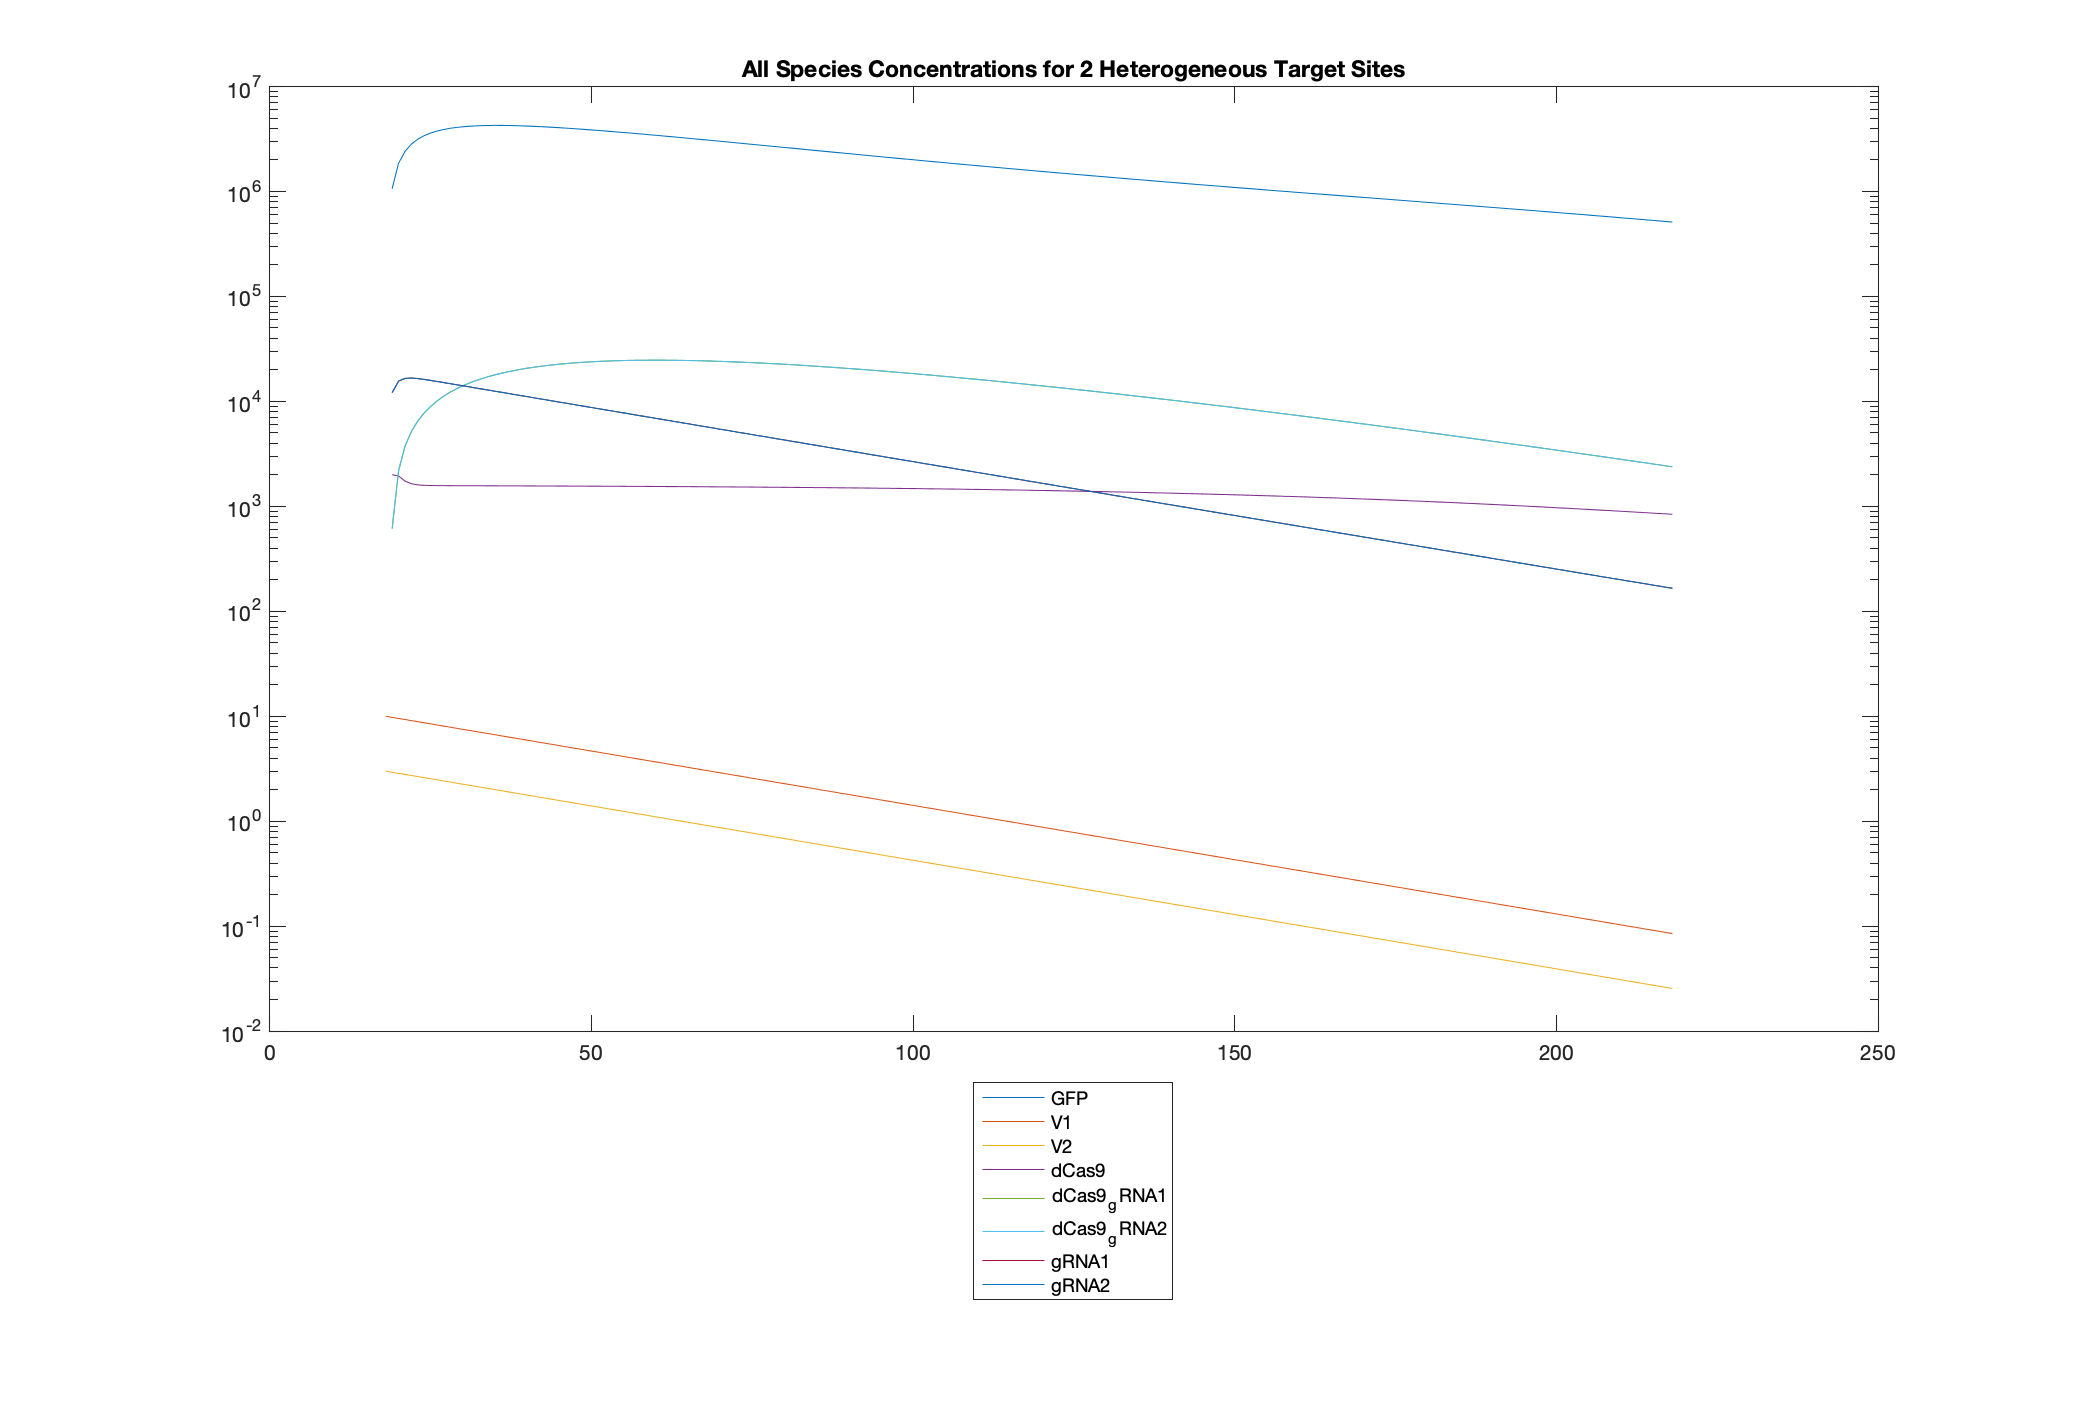 All Species Concentrations for 2 Heterogeneous Target Sites
10^7
10^6
10^5
10^4
10^3
10^2
10^1
10^0
10^-1
10^-2
0 50 100 150 200 250
GFP
V1
V2
dCas9
dCas9_gRNA1
dCas9_gRNA2
gRNA1
gRNA2